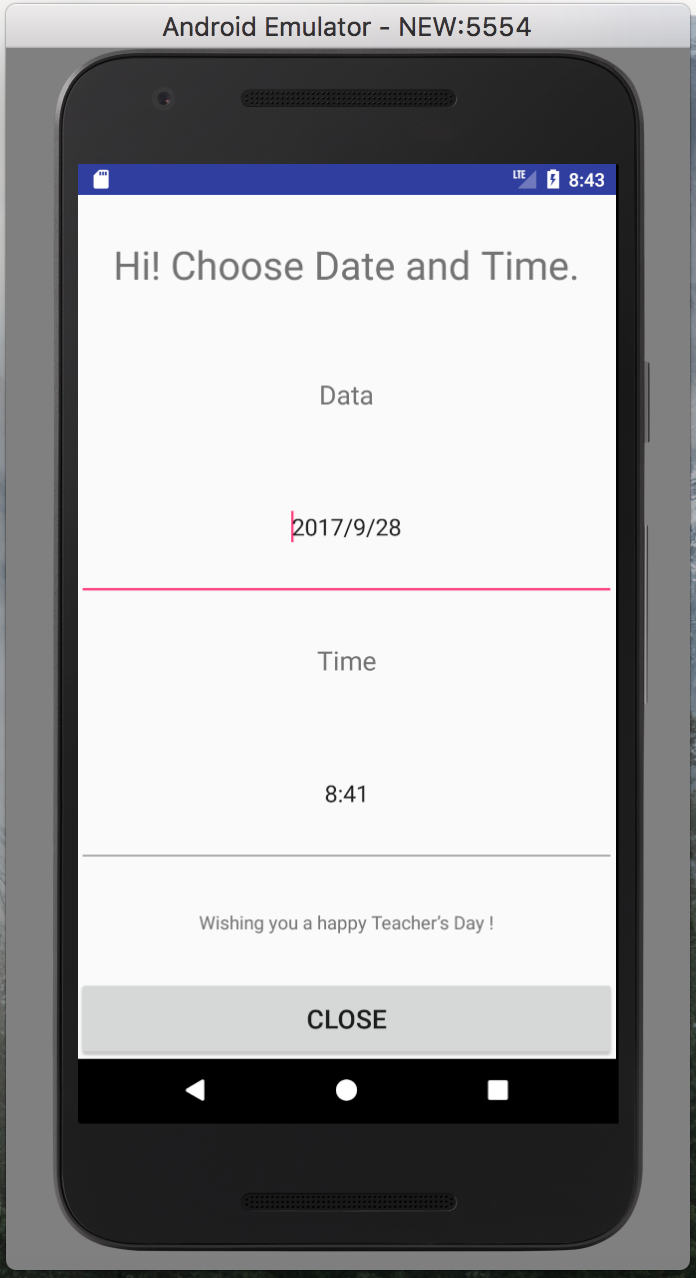 Android Emulator - NEW:5554
LTE 8:43
Hi! Choose Date and Time.
Data
2017/9/28
Time
8:41
Wishing you a happy Teacher’s Day !
CLOSE